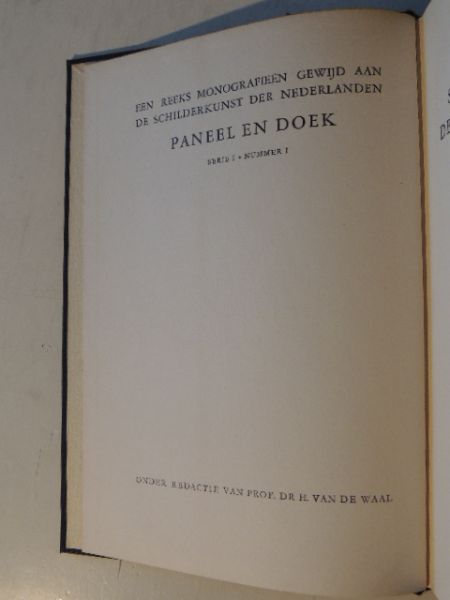 EEN REEKS MONOGRAFIEËN GEWIJD AAN
DE SCHILDERKUNST DER NEDERLANDEN
PANEEL EN DOEK
SERIE I • NUMMER I
ONDER REDACTIE VAN PROF. DR H. VAN DE WAAL